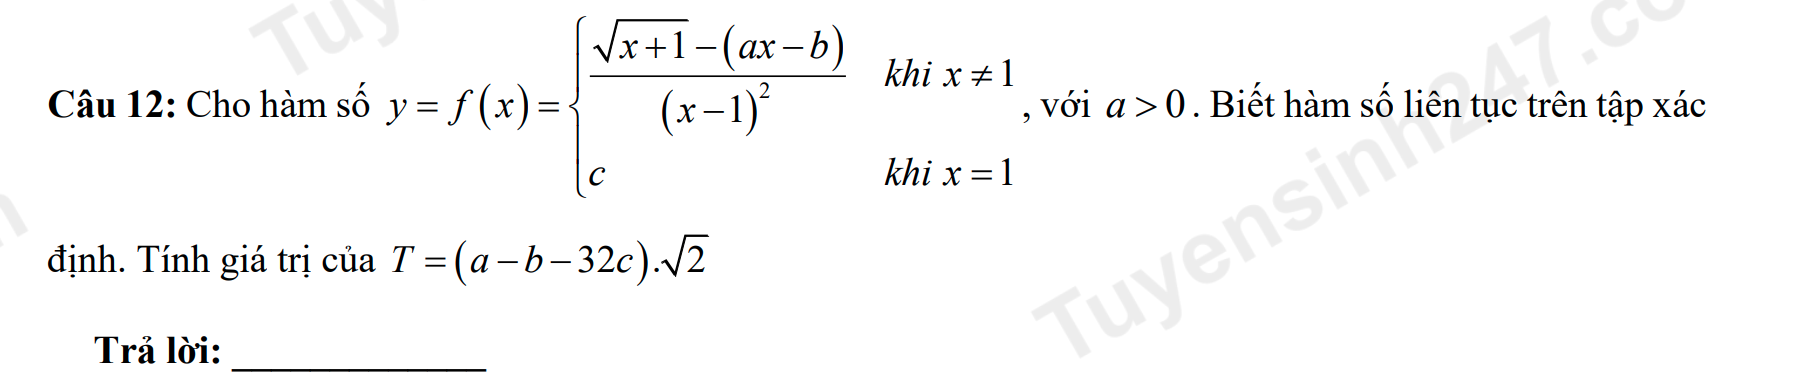 Câu 12: Cho hàm số y = f(x) = { (√(x+1) − (ax − b)) / (x − 1)² khi x ≠ 1 , với a > 0. Biết hàm số liên tục trên tập xác
c khi x = 1
định. Tính giá trị của T = (a − b − 32c).√2
Trả lời: ____________
Tuyensinh247.co